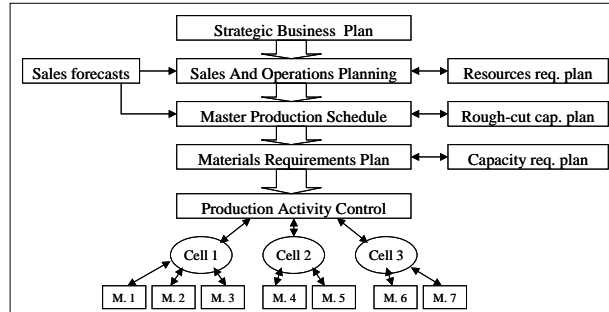 Strategic Business Plan
Sales forecasts
Sales And Operations Planning
Resources req. plan
Master Production Schedule
Rough-cut cap. plan
Materials Requirements Plan
Capacity req. plan
Production Activity Control
Cell 1
Cell 2
Cell 3
M. 1
M. 2
M. 3
M. 4
M. 5
M. 6
M. 7